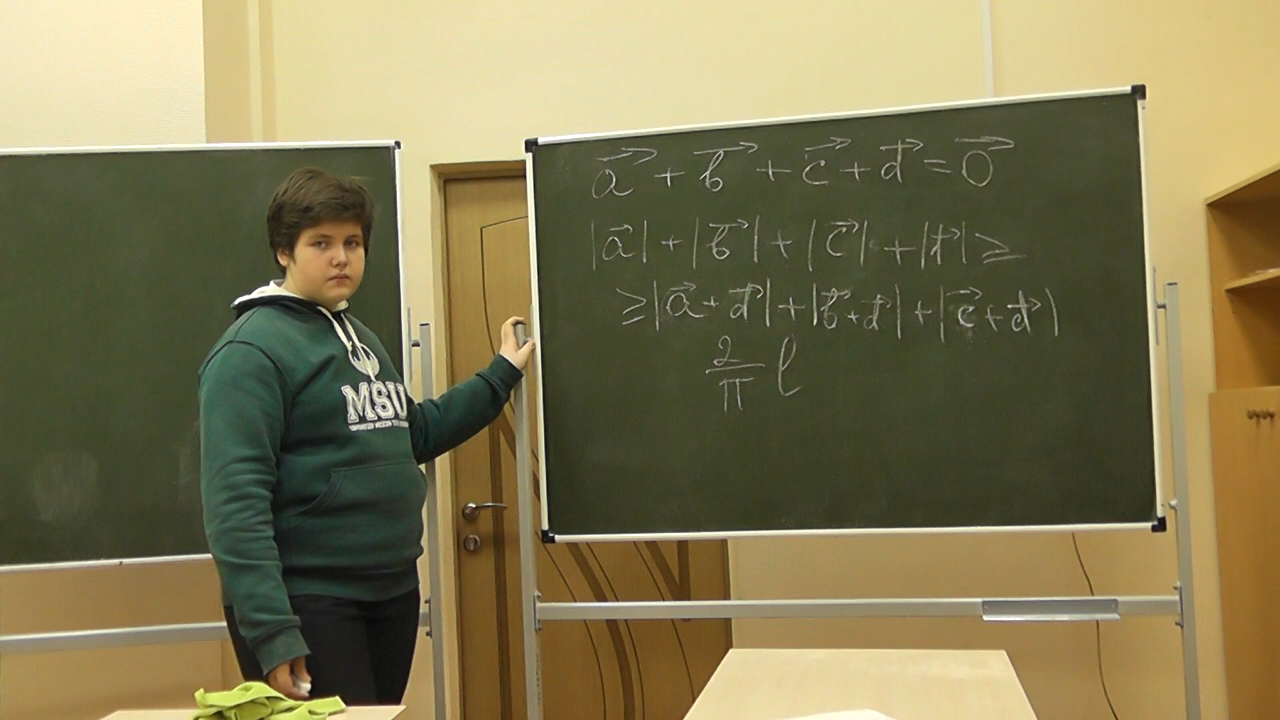 MSU
a⃗ + b⃗ + c⃗ + d⃗ = 0⃗
|a⃗| + |b⃗| + |c⃗| + |d⃗| ≥
≥ |a⃗ + d⃗| + |b⃗ + d⃗| + |c⃗ + d⃗|
2/π l